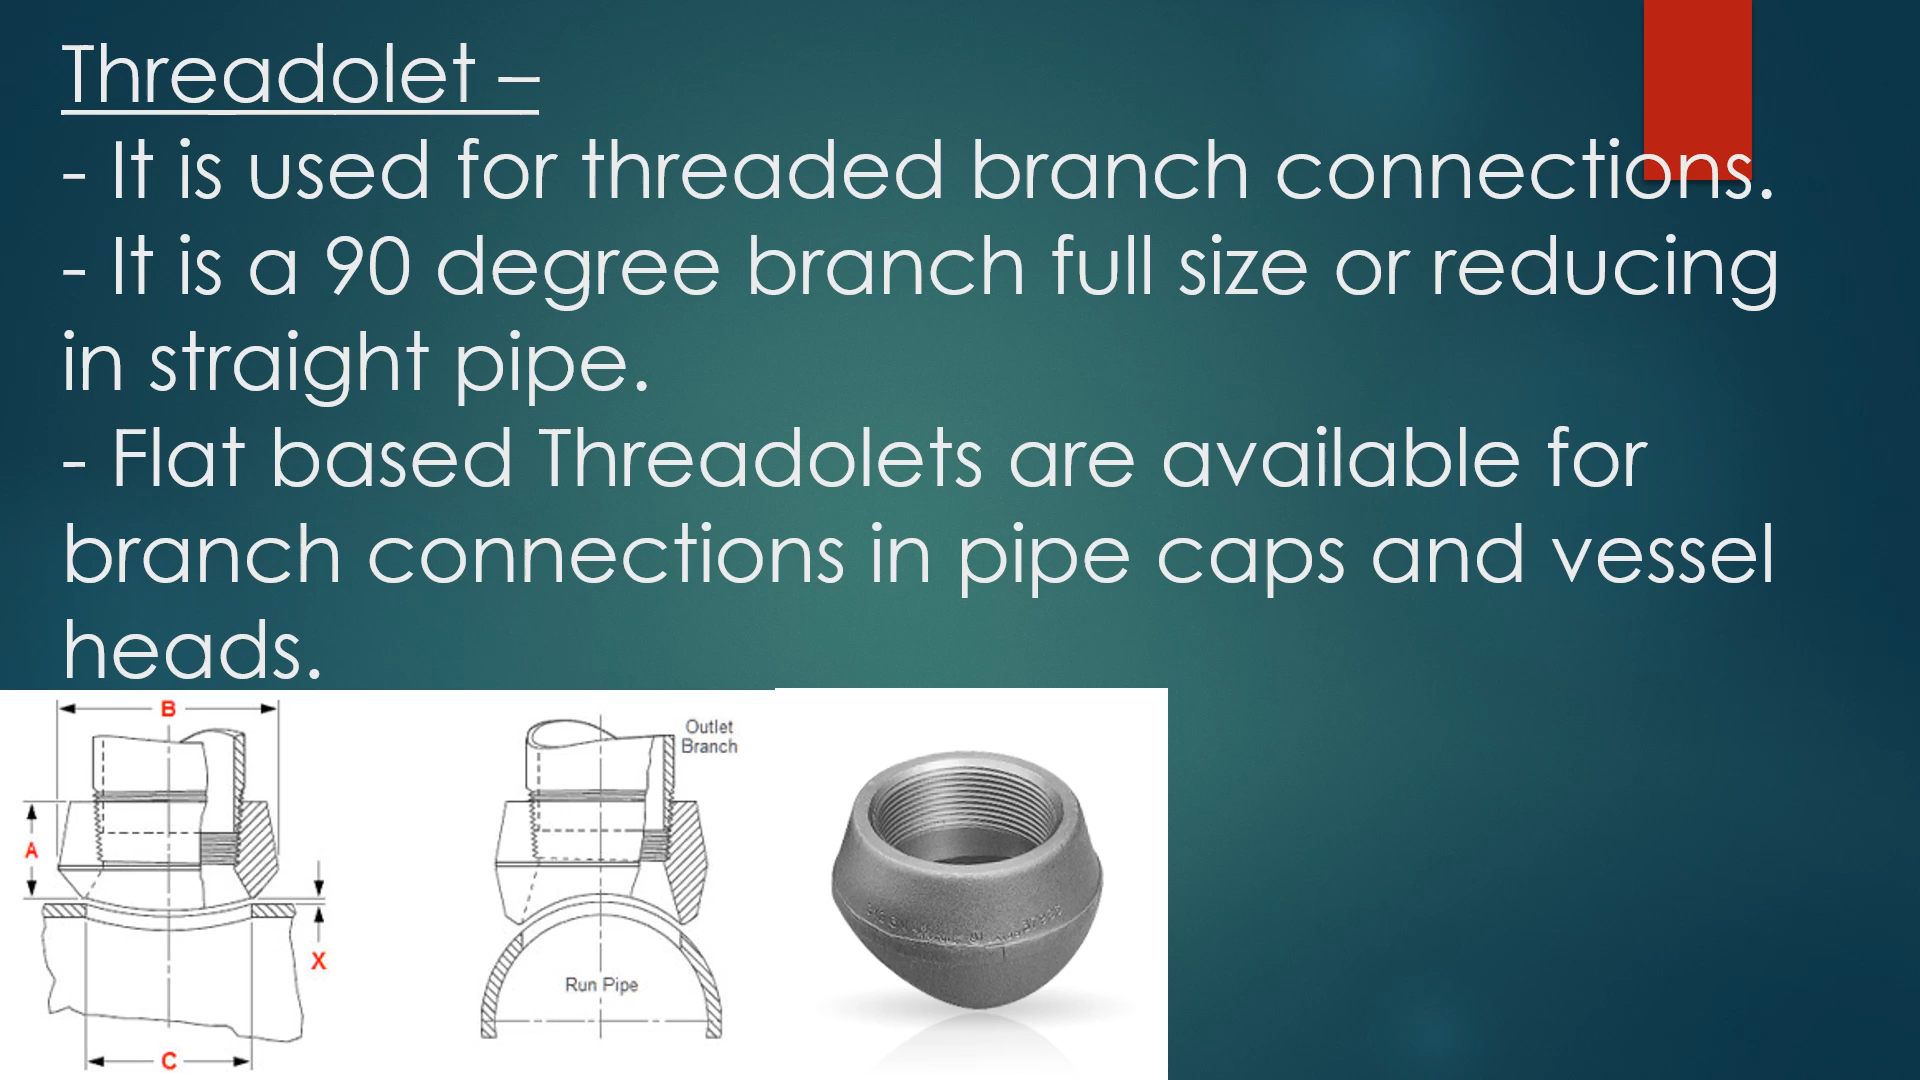 Threadolet –
- It is used for threaded branch connections.
- It is a 90 degree branch full size or reducing
in straight pipe.
- Flat based Threadolets are available for
branch connections in pipe caps and vessel
heads.
B
A
X
C
Outlet
Branch
Run Pipe